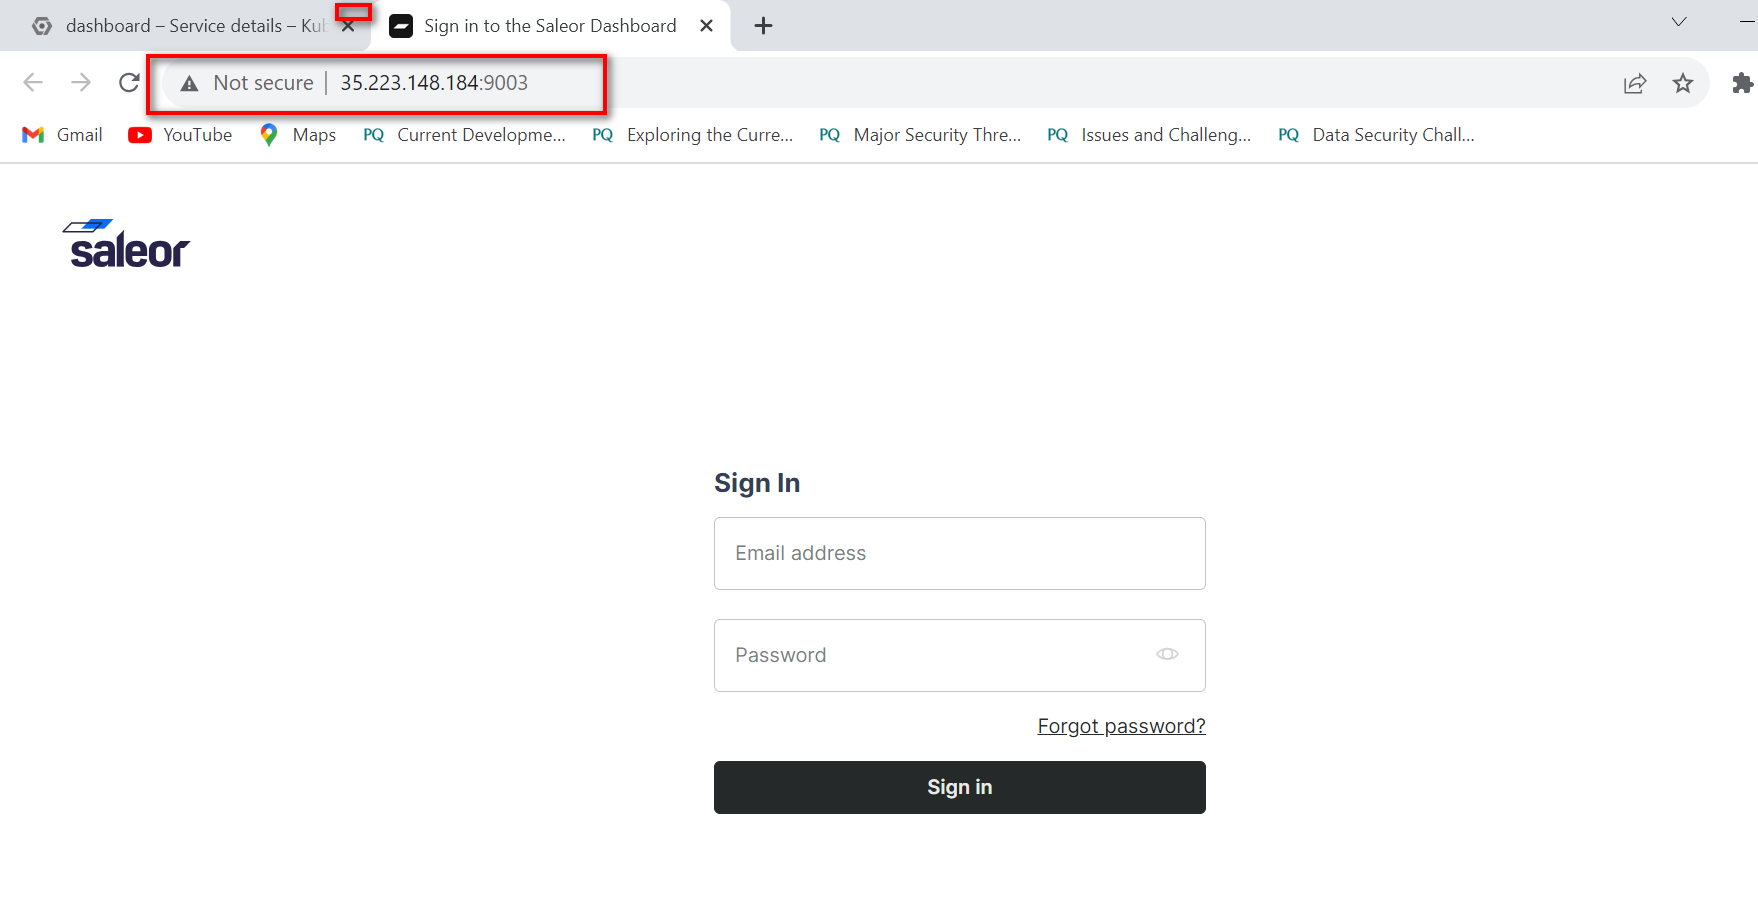 dashboard – Service details – Kub
Sign in to the Saleor Dashboard
Not secure | 35.223.148.184:9003
Gmail YouTube Maps PQ Current Developme... PQ Exploring the Curre... PQ Major Security Thre... PQ Issues and Challeng... PQ Data Security Chall...
saleor
Sign In
Email address
Password
Forgot password?
Sign in